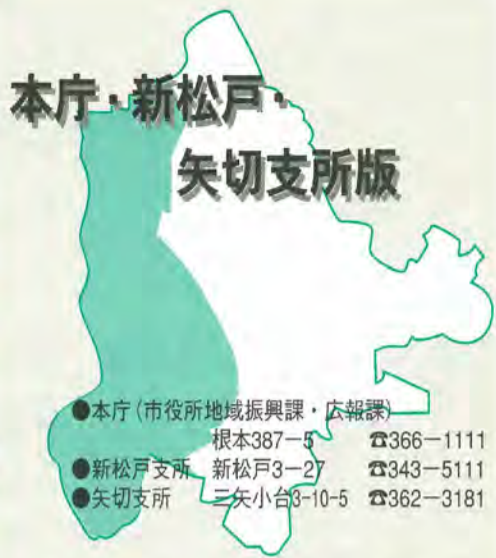 本庁・新松戸・
矢切支所版
●本庁(市役所地域振興課・広報課)
根本387-5 ☎366-1111
●新松戸支所 新松戸3-27 ☎343-5111
●矢切支所 三矢小台3-10-5 ☎362-3181